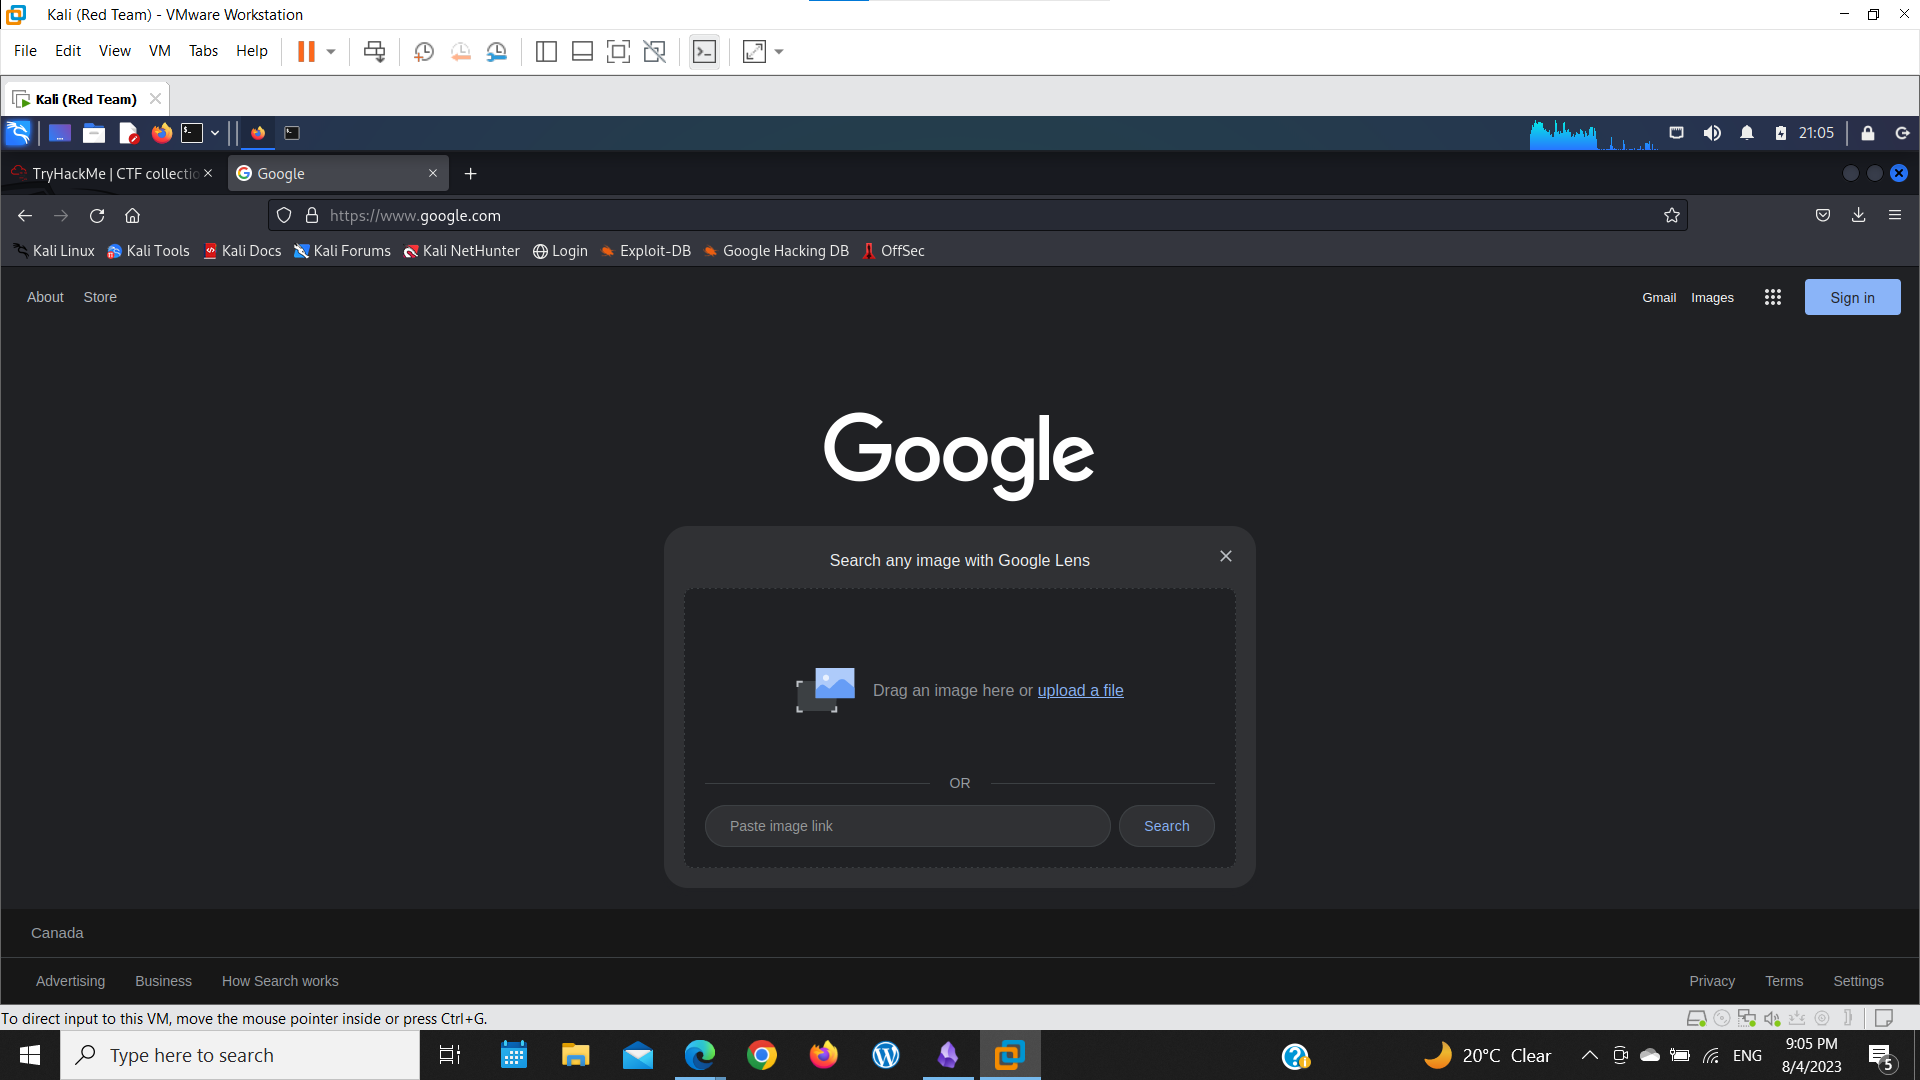 Kali (Red Team) - VMware Workstation
File Edit View VM Tabs Help
Kali (Red Team)
21:05
TryHackMe | CTF collectio
Google
https://www.google.com
Kali Linux Kali Tools Kali Docs Kali Forums Kali NetHunter Login Exploit-DB Google Hacking DB OffSec
About Store Gmail Images Sign in
Google
Search any image with Google Lens
Drag an image here or upload a file
OR
Paste image link Search
Canada
Advertising Business How Search works Privacy Terms Settings
To direct input to this VM, move the mouse pointer inside or press Ctrl+G.
Type here to search
20°C Clear
ENG
9:05 PM
8/4/2023
5